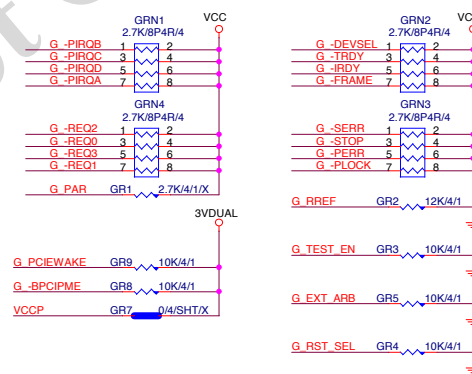 GRN1
2.7K/8P4R/4
VCC
G_-PIRQB 1 2
G_-PIRQC 3 4
G_-PIRQD 5 6
G_-PIRQA 7 8
GRN4
2.7K/8P4R/4
G_-REQ2 1 2
G_-REQ0 3 4
G_-REQ3 5 6
G_-REQ1 7 8
G_PAR GR1 2.7K/4/1/X
3VDUAL
G_PCIEWAKE GR9 10K/4/1
G_-BPCIPME GR8 10K/4/1
VCCP GR7 0/4/SHT/X
GRN2
2.7K/8P4R/4
G_-DEVSEL 1 2
G_-TRDY 3 4
G_-IRDY 5 6
G_-FRAME 7 8
GRN3
2.7K/8P4R/4
G_-SERR 1 2
G_-STOP 3 4
G_-PERR 5 6
G_-PLOCK 7 8
G_RREF GR2 12K/4/1
G_TEST_EN GR3 10K/4/1
G_EXT_ARB GR5 10K/4/1
G_RST_SEL GR4 10K/4/1